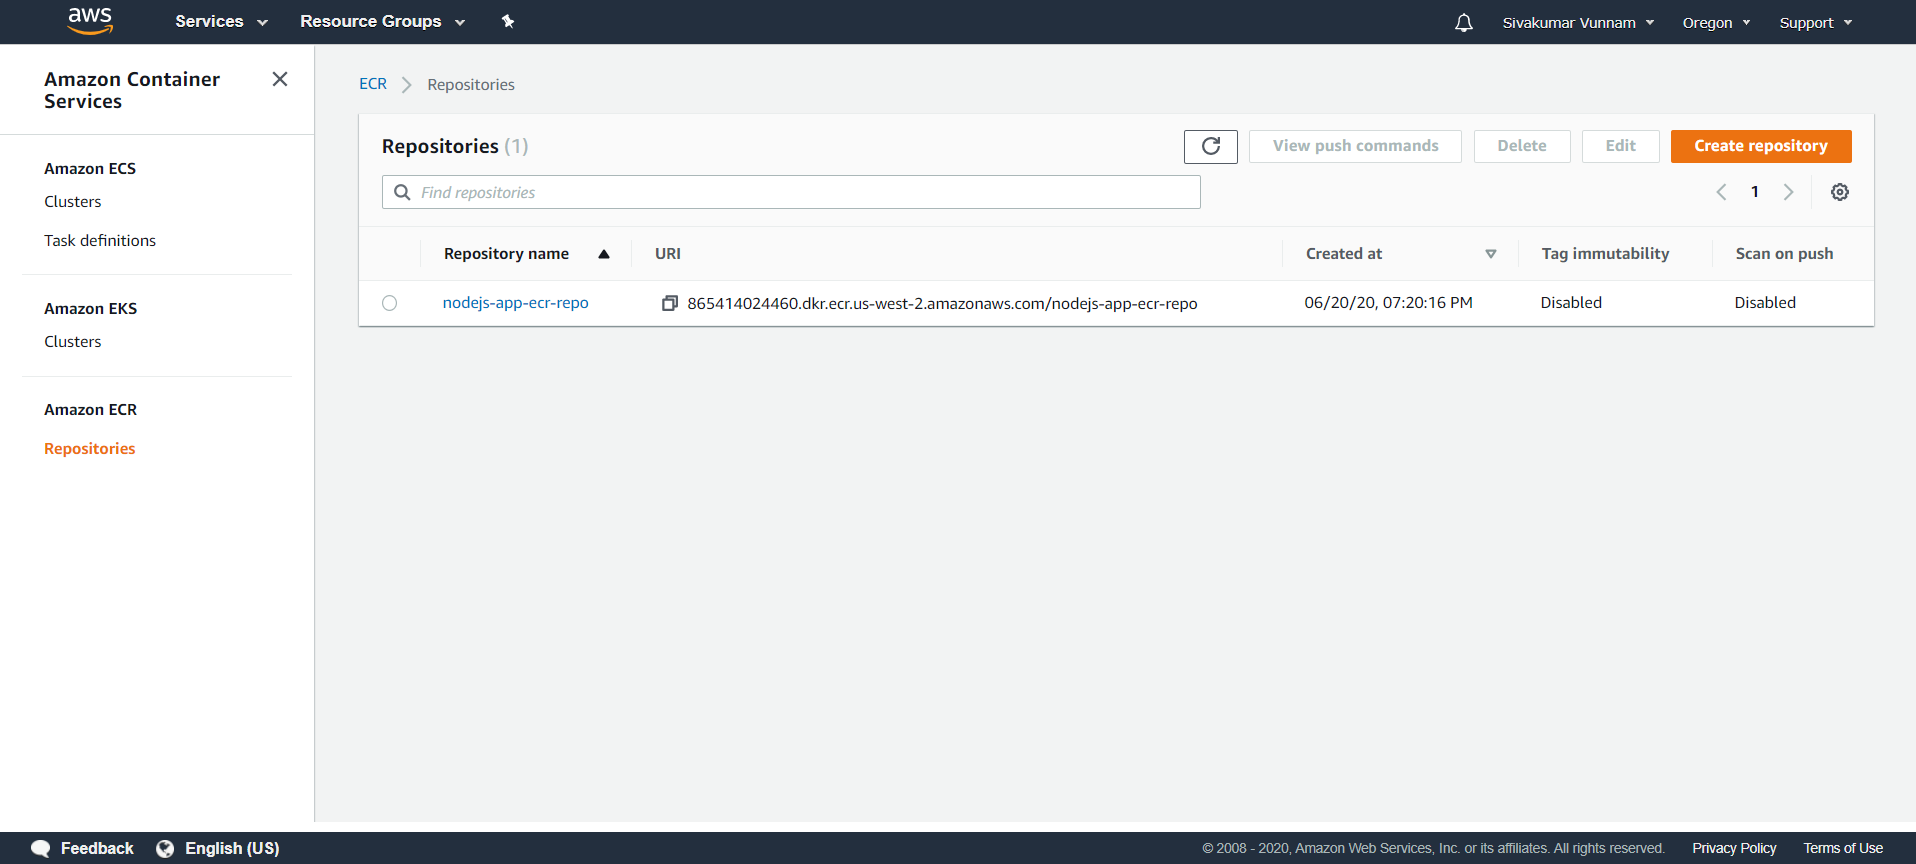 aws
Services
Resource Groups
Sivakumar Vunnam
Oregon
Support
Amazon Container
Services
Amazon ECS
Clusters
Task definitions
Amazon EKS
Clusters
Amazon ECR
Repositories
ECR
Repositories
Repositories (1)
View push commands
Delete
Edit
Create repository
Find repositories
1
Repository name
URI
Created at
Tag immutability
Scan on push
nodejs-app-ecr-repo
865414024460.dkr.ecr.us-west-2.amazonaws.com/nodejs-app-ecr-repo
06/20/20, 07:20:16 PM
Disabled
Disabled
Feedback
English (US)
© 2008 - 2020, Amazon Web Services, Inc. or its affiliates. All rights reserved.
Privacy Policy
Terms of Use